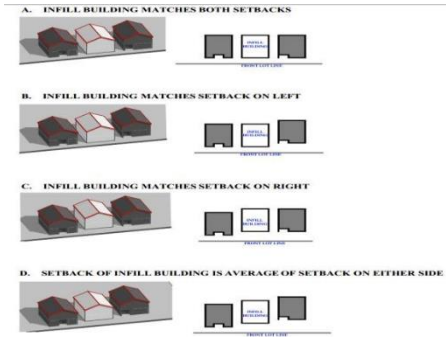 A. INFILL BUILDING MATCHES BOTH SETBACKS
INFILL
BUILDING
FRONT LOT LINE
B. INFILL BUILDING MATCHES SETBACK ON LEFT
INFILL
BUILDING
FRONT LOT LINE
C. INFILL BUILDING MATCHES SETBACK ON RIGHT
INFILL
BUILDING
FRONT LOT LINE
D. SETBACK OF INFILL BUILDING IS AVERAGE OF SETBACK ON EITHER SIDE
INFILL
BUILDING
FRONT LOT LINE